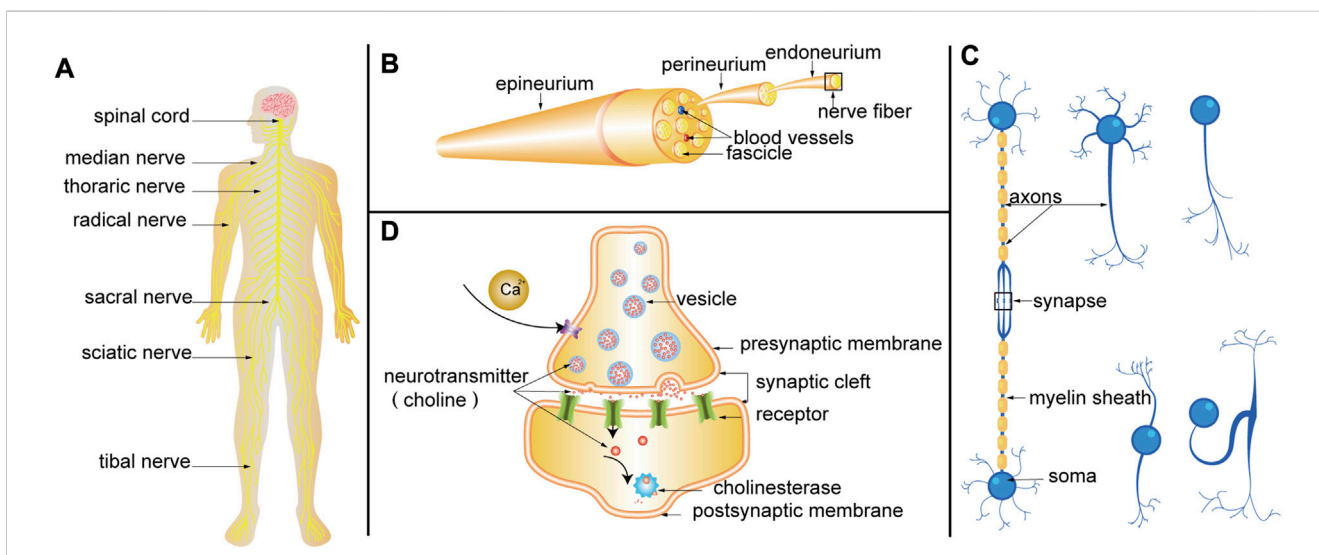 A
spinal cord
median nerve
thoraric nerve
radical nerve
sacral nerve
sciatic nerve
tibal nerve
B
epineurium
perineurium
endoneurium
nerve fiber
blood vessels
fascicle
D
Ca2+
vesicle
presynaptic membrane
neurotransmitter
( choline )
synaptic cleft
receptor
cholinesterase
postsynaptic membrane
C
axons
synapse
myelin sheath
soma